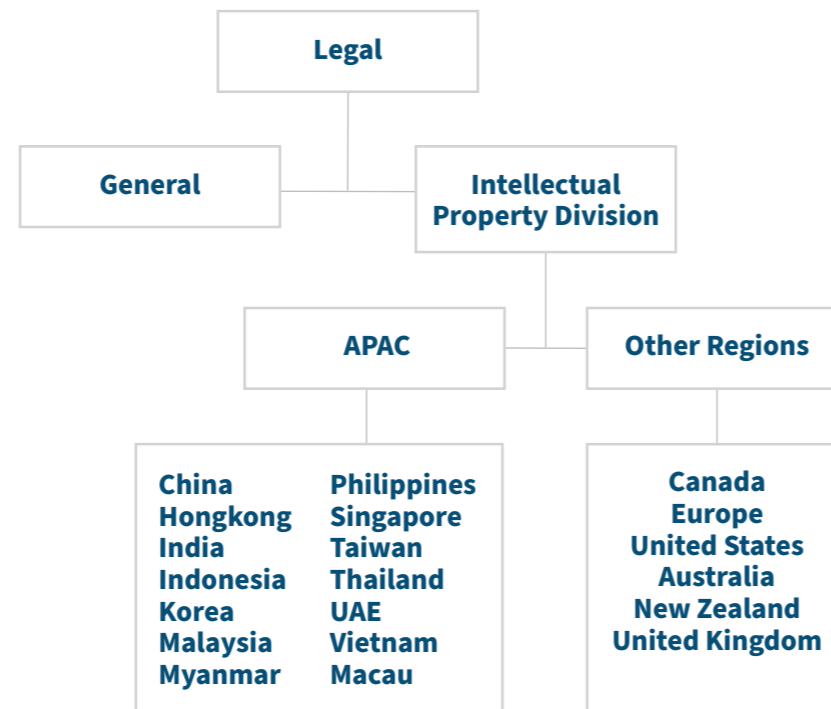 Legal
General
Intellectual
Property Division
APAC
Other Regions
China
Hongkong
India
Indonesia
Korea
Malaysia
Myanmar
Philippines
Singapore
Taiwan
Thailand
UAE
Vietnam
Macau
Canada
Europe
United States
Australia
New Zealand
United Kingdom